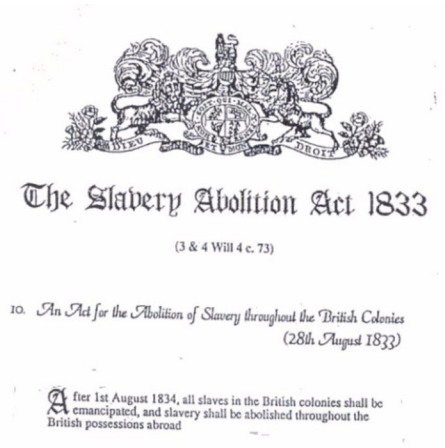 DIEU
DROIT
The Slavery Abolition Act 1833
(3 & 4 Will 4 c. 73)
10. An Act for the Abolition of Slavery throughout the British Colonies
(28th August 1833)
After 1st August 1834, all slaves in the British colonies shall be
emancipated, and slavery shall be abolished throughout the
British possessions abroad